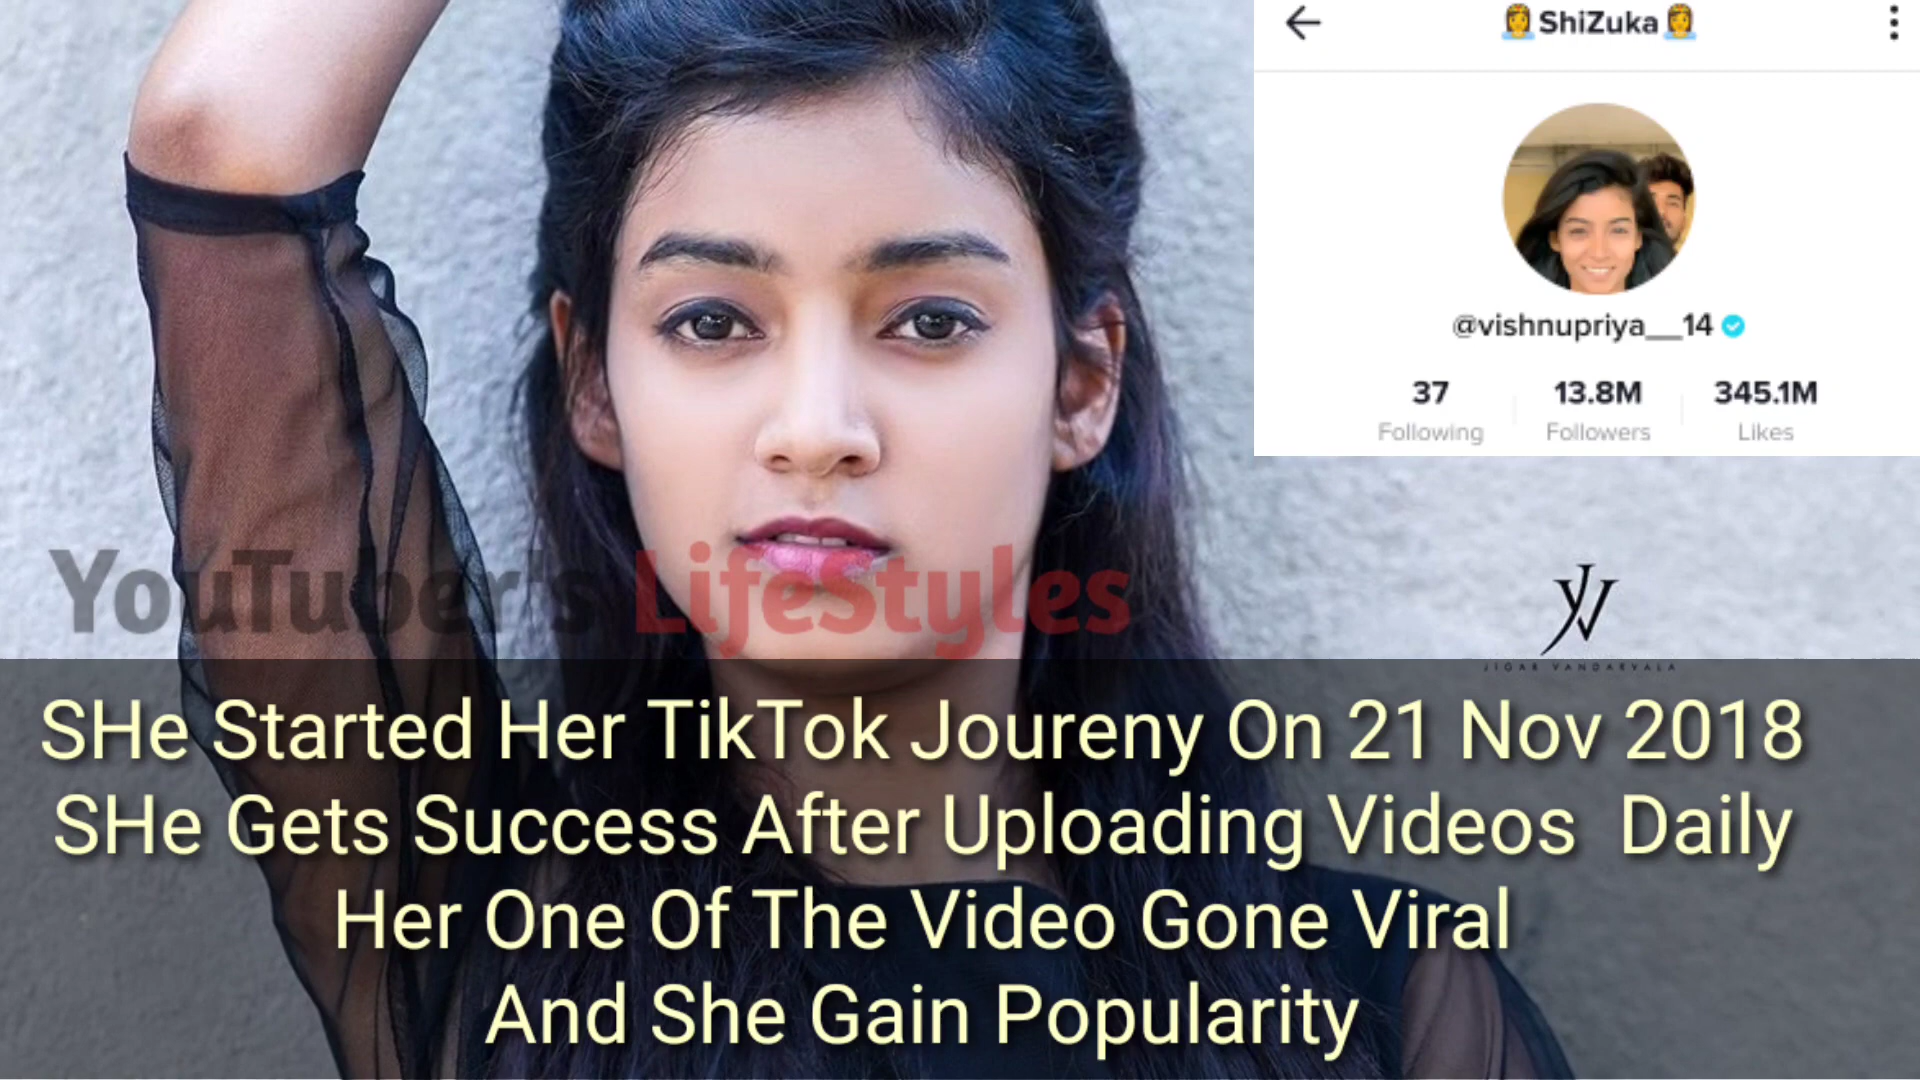 ShiZuka
@vishnupriya__14
37 13.8M 345.1M
Following Followers Likes
YouTuber's LifeStyles
JIGAR VANDARVALA
SHe Started Her TikTok Joureny On 21 Nov 2018
SHe Gets Success After Uploading Videos Daily
Her One Of The Video Gone Viral
And She Gain Popularity